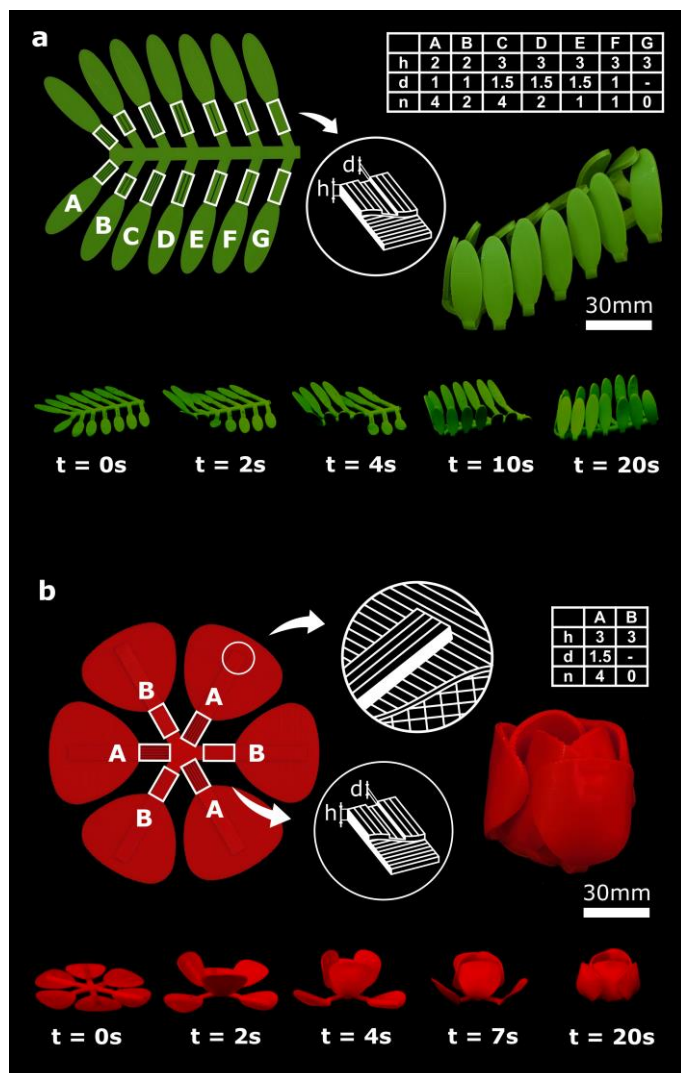 a
A B C D E F G
h 2 2 3 3 3 3 3
d 1 1 1.5 1.5 1.5 1 -
n 4 2 4 2 1 1 0
d
h
A
B
C
D
E
F
G
30mm
t = 0s t = 2s t = 4s t = 10s t = 20s
b
A B
h 3 3
d 1.5 -
n 4 0
B
A
A
B
B
A
d
h
30mm
t = 0s t = 2s t = 4s t = 7s t = 20s